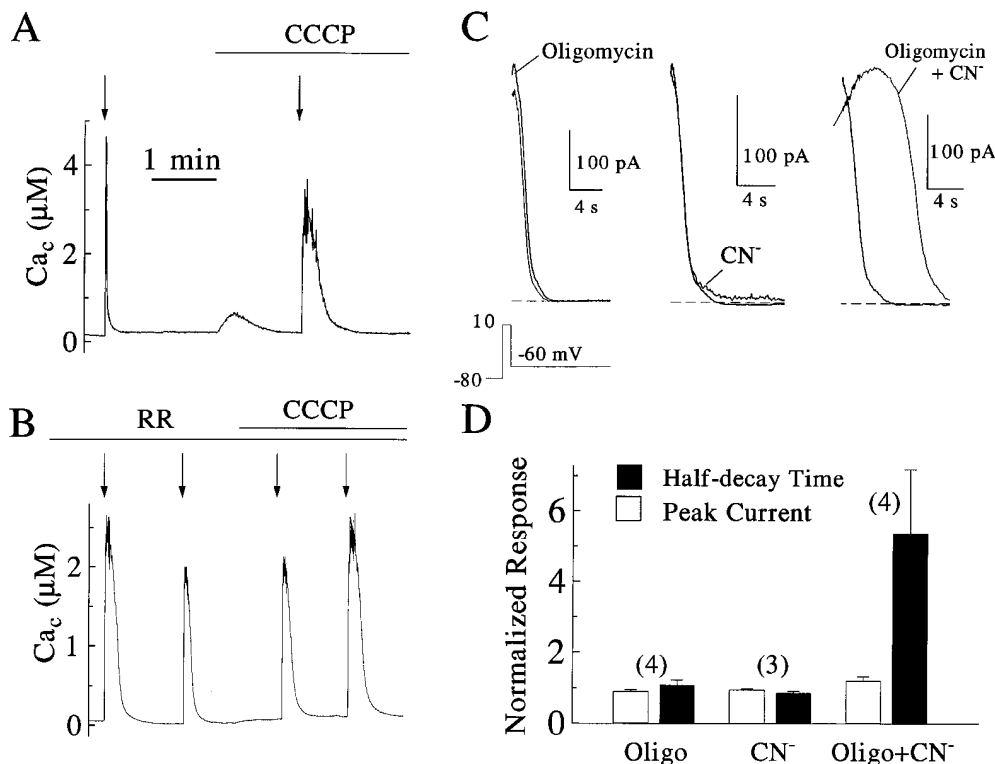 A
CCCP
4
2
0
Ca_c (μM)
1 min
B
RR
CCCP
2
1
0
Ca_c (μM)
C
Oligomycin
100 pA
4 s
10
-60 mV
-80
100 pA
4 s
CN⁻
Oligomycin
+ CN⁻
100 pA
4 s
D
Half-decay Time
Peak Current
6
4
2
0
Normalized Response
(4)
(3)
(4)
Oligo
CN⁻
Oligo+CN⁻